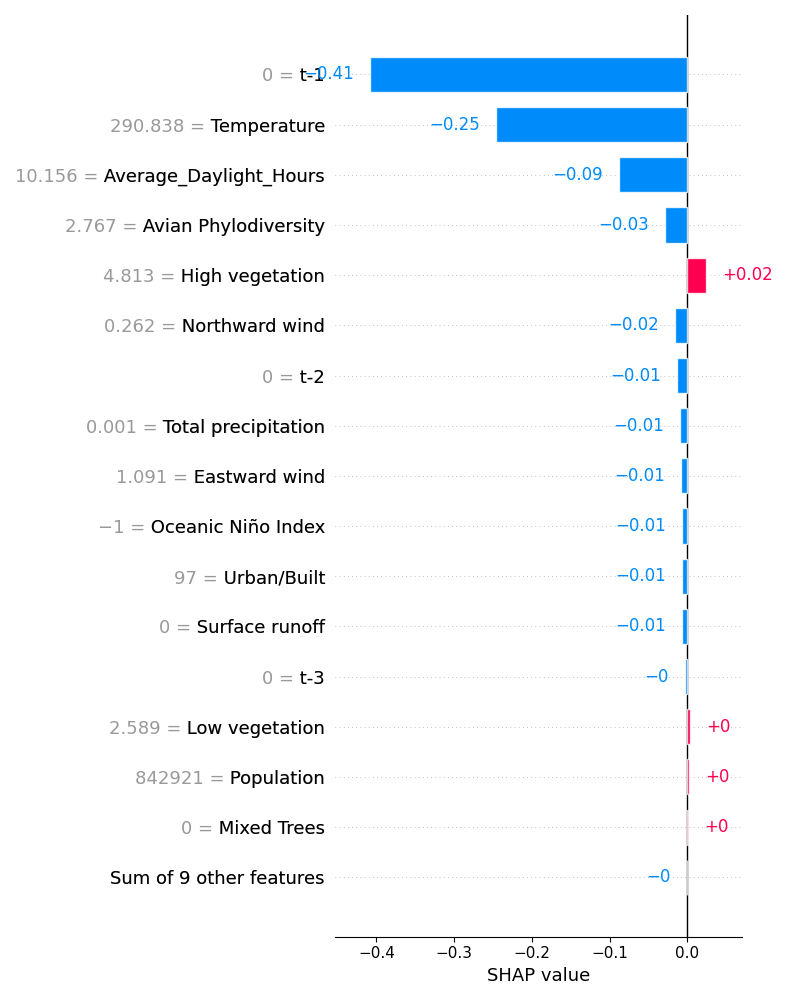 0 = t-1 −0.41
290.838 = Temperature −0.25
10.156 = Average_Daylight_Hours −0.09
2.767 = Avian Phylodiversity −0.03
4.813 = High vegetation +0.02
0.262 = Northward wind −0.02
0 = t-2 −0.01
0.001 = Total precipitation −0.01
1.091 = Eastward wind −0.01
−1 = Oceanic Niño Index −0.01
97 = Urban/Built −0.01
0 = Surface runoff −0.01
0 = t-3 −0
2.589 = Low vegetation +0
842921 = Population +0
0 = Mixed Trees +0
Sum of 9 other features −0
−0.4 −0.3 −0.2 −0.1 0.0
SHAP value